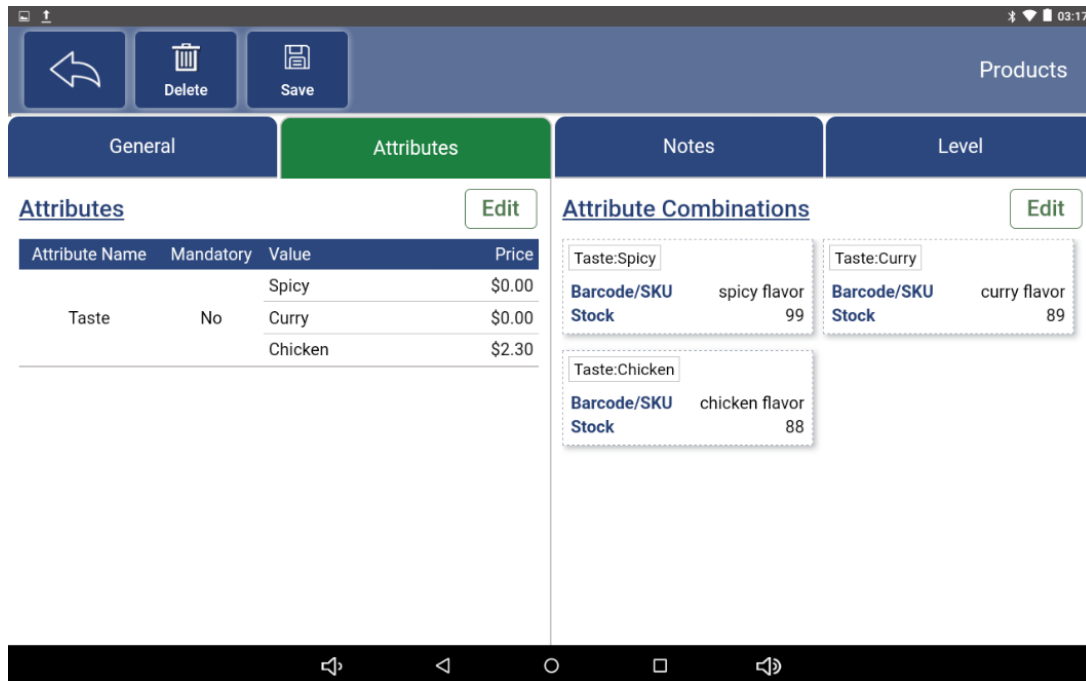 03:17
Delete
Save
Products
General
Attributes
Notes
Level
Attributes
Edit
Attribute Name Mandatory Value Price
Taste No
Spicy $0.00
Curry $0.00
Chicken $2.30
Attribute Combinations
Edit
Taste:Spicy
Barcode/SKU spicy flavor
Stock 99
Taste:Curry
Barcode/SKU curry flavor
Stock 89
Taste:Chicken
Barcode/SKU chicken flavor
Stock 88